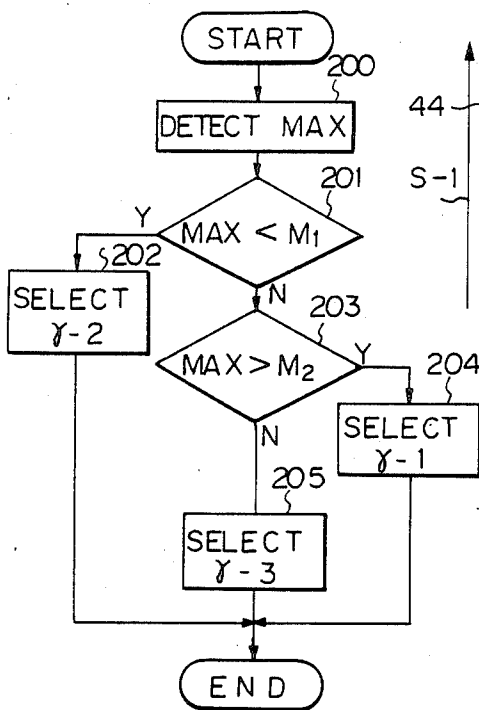 START
200
DETECT MAX
44
201
S-1
MAX < M1
Y
202
N
SELECT
γ-2
203
MAX > M2
Y
204
N
SELECT
γ-1
205
SELECT
γ-3
END